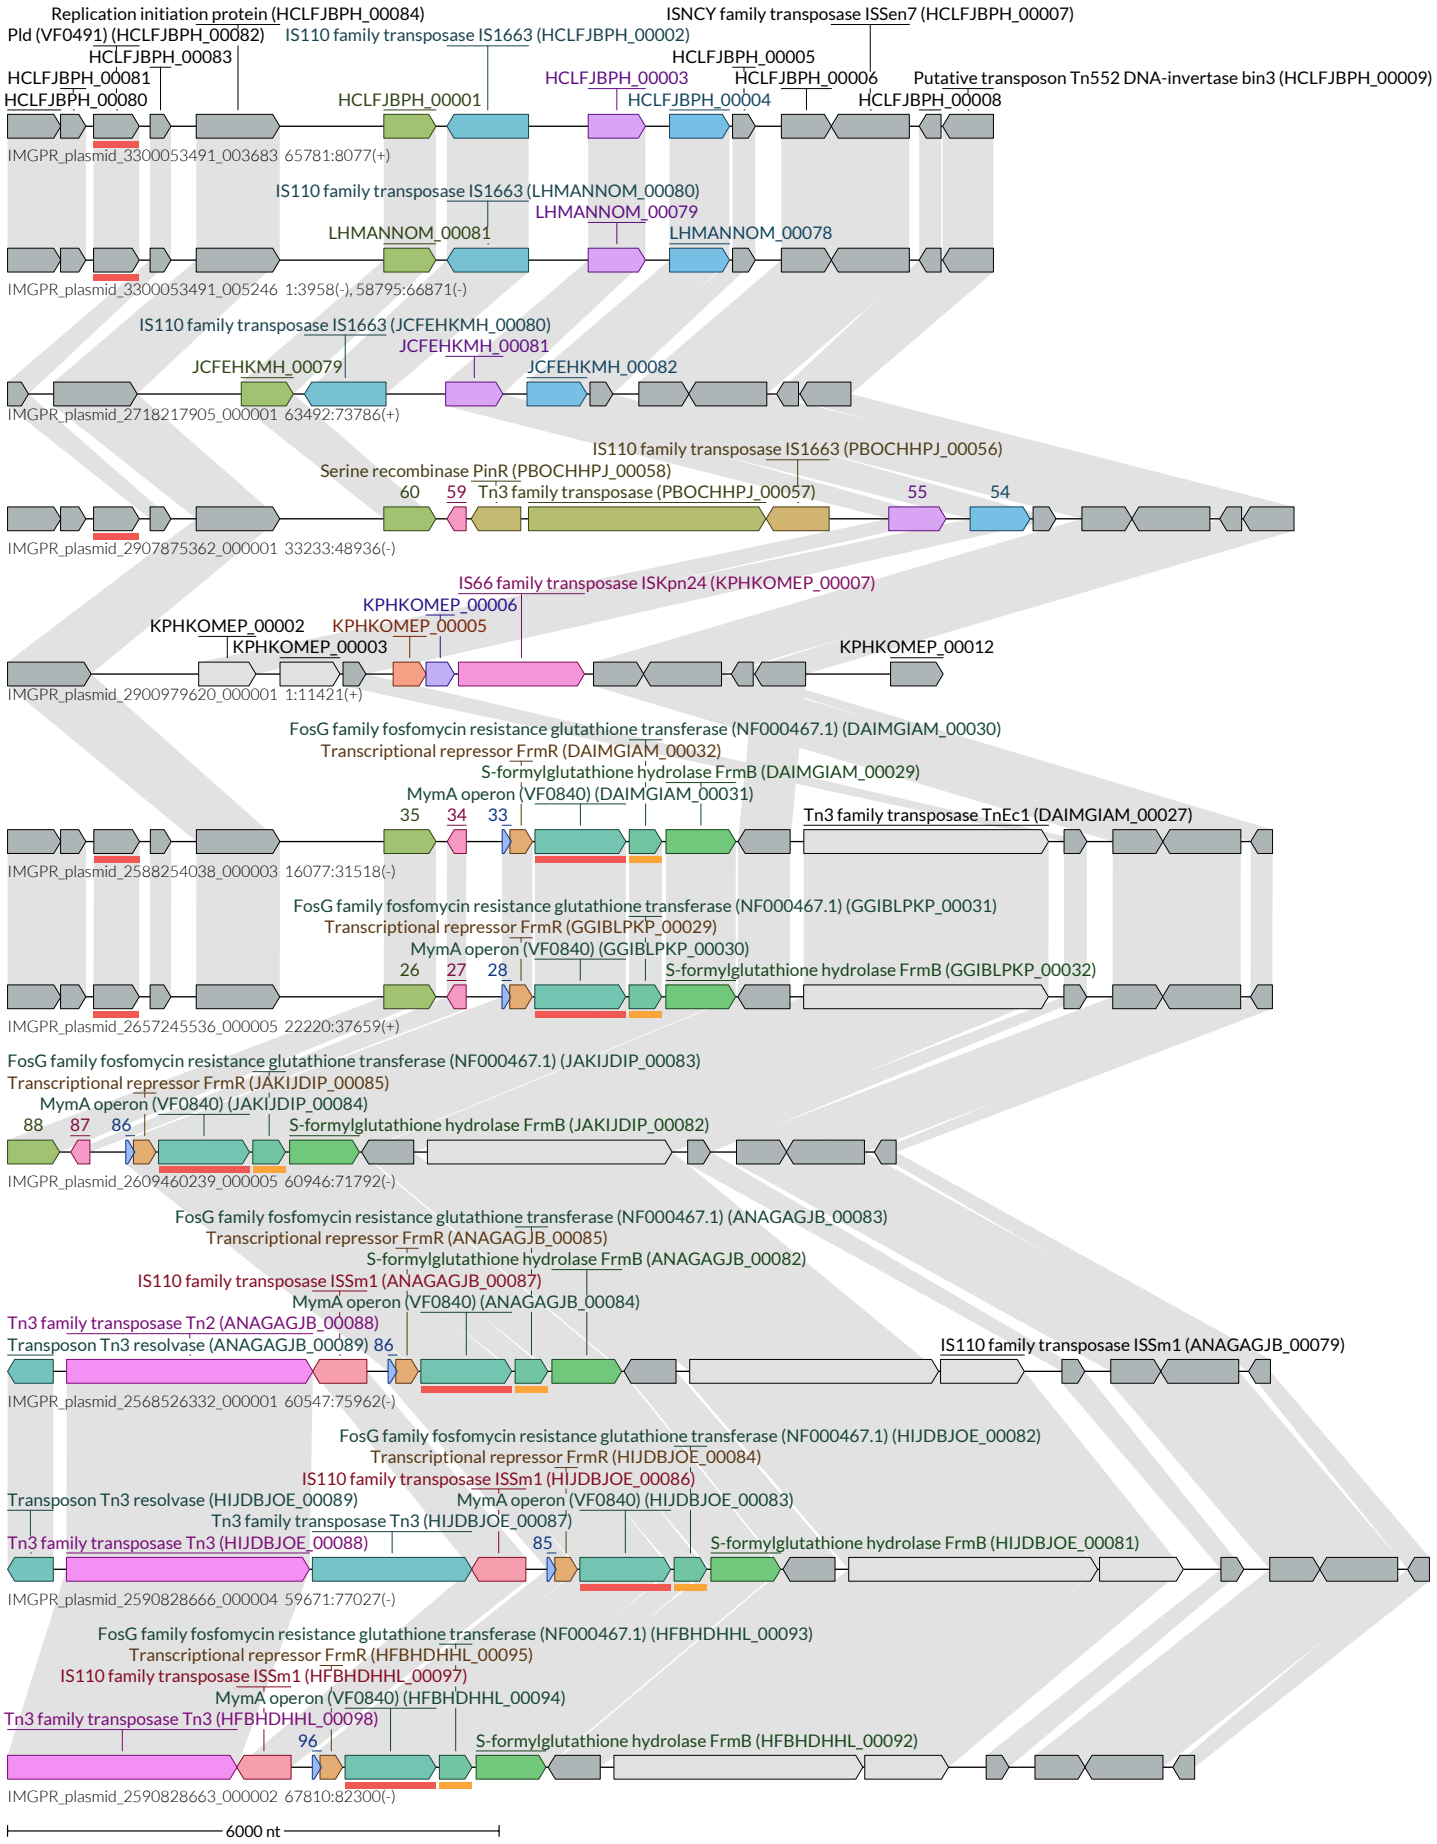 Replication initiation protein (HCLFJBPH_00084)
ISNCY family transposase ISSen7 (HCLFJBPH_00007)
Pld (VF0491) (HCLFJBPH_00082)
IS110 family transposase IS1663 (HCLFJBPH_00002)
HCLFJBPH_00083
HCLFJBPH_00005
HCLFJBPH_00081
HCLFJBPH_00003
HCLFJBPH_00006
Putative transposon Tn552 DNA-invertase bin3 (HCLFJBPH_00009)
HCLFJBPH_00080
HCLFJBPH_00001
HCLFJBPH_00004
HCLFJBPH_00008
IMGPR_plasmid_3300053491_003683 65781:8077(+)
IS110 family transposase IS1663 (LHMANNOM_00080)
LHMANNOM_00079
LHMANNOM_00081
LHMANNOM_00078
IMGPR_plasmid_3300053491_005246 1:3958(-), 58795:66871(-)
IS110 family transposase IS1663 (JCFEHKMH_00080)
JCFEHKMH_00081
JCFEHKMH_00079
JCFEHKMH_00082
IMGPR_plasmid_2718217905_000001 63492:73786(+)
IS110 family transposase IS1663 (PBOCHHPJ_00056)
Serine recombinase PinR (PBOCHHPJ_00058)
60
59
Tn3 family transposase (PBOCHHPJ_00057)
55
54
IMGPR_plasmid_2907875362_000001 33233:48936(-)
IS66 family transposase ISKpn24 (KPHKOMEP_00007)
KPHKOMEP_00006
KPHKOMEP_00002
KPHKOMEP_00005
KPHKOMEP_00003
KPHKOMEP_00012
IMGPR_plasmid_2900979620_000001 1:11421(+)
FosG family fosfomycin resistance glutathione transferase (NF000467.1) (DAIMGIAM_00030)
Transcriptional repressor FrmR (DAIMGIAM_00032)
S-formylglutathione hydrolase FrmB (DAIMGIAM_00029)
MymA operon (VF0840) (DAIMGIAM_00031)
35
34
33
Tn3 family transposase TnEc1 (DAIMGIAM_00027)
IMGPR_plasmid_2588254038_000003 16077:31518(-)
FosG family fosfomycin resistance glutathione transferase (NF000467.1) (GGIBLPKP_00031)
Transcriptional repressor FrmR (GGIBLPKP_00029)
MymA operon (VF0840) (GGIBLPKP_00030)
26
27
28
S-formylglutathione hydrolase FrmB (GGIBLPKP_00032)
IMGPR_plasmid_2657245536_000005 22220:37659(+)
FosG family fosfomycin resistance glutathione transferase (NF000467.1) (JAKIJDIP_00083)
Transcriptional repressor FrmR (JAKIJDIP_00085)
MymA operon (VF0840) (JAKIJDIP_00084)
88
87
86
S-formylglutathione hydrolase FrmB (JAKIJDIP_00082)
IMGPR_plasmid_2609460239_000005 60946:71792(-)
FosG family fosfomycin resistance glutathione transferase (NF000467.1) (ANAGAGJB_00083)
Transcriptional repressor FrmR (ANAGAGJB_00085)
S-formylglutathione hydrolase FrmB (ANAGAGJB_00082)
IS110 family transposase ISSm1 (ANAGAGJB_00087)
MymA operon (VF0840) (ANAGAGJB_00084)
Tn3 family transposase Tn2 (ANAGAGJB_00088)
Transposon Tn3 resolvase (ANAGAGJB_00089)
86
IS110 family transposase ISSm1 (ANAGAGJB_00079)
IMGPR_plasmid_2568526332_000001 60547:75962(-)
FosG family fosfomycin resistance glutathione transferase (NF000467.1) (HIJDBJOE_00082)
Transcriptional repressor FrmR (HIJDBJOE_00084)
IS110 family transposase ISSm1 (HIJDBJOE_00086)
Transposon Tn3 resolvase (HIJDBJOE_00089)
MymA operon (VF0840) (HIJDBJOE_00083)
Tn3 family transposase Tn3 (HIJDBJOE_00087)
Tn3 family transposase Tn3 (HIJDBJOE_00088)
85
S-formylglutathione hydrolase FrmB (HIJDBJOE_00081)
IMGPR_plasmid_2590828666_000004 59671:77027(-)
FosG family fosfomycin resistance glutathione transferase (NF000467.1) (HFBHDHHL_00093)
Transcriptional repressor FrmR (HFBHDHHL_00095)
IS110 family transposase ISSm1 (HFBHDHHL_00097)
MymA operon (VF0840) (HFBHDHHL_00094)
Tn3 family transposase Tn3 (HFBHDHHL_00098)
96
S-formylglutathione hydrolase FrmB (HFBHDHHL_00092)
IMGPR_plasmid_2590828663_000002 67810:82300(-)
6000 nt